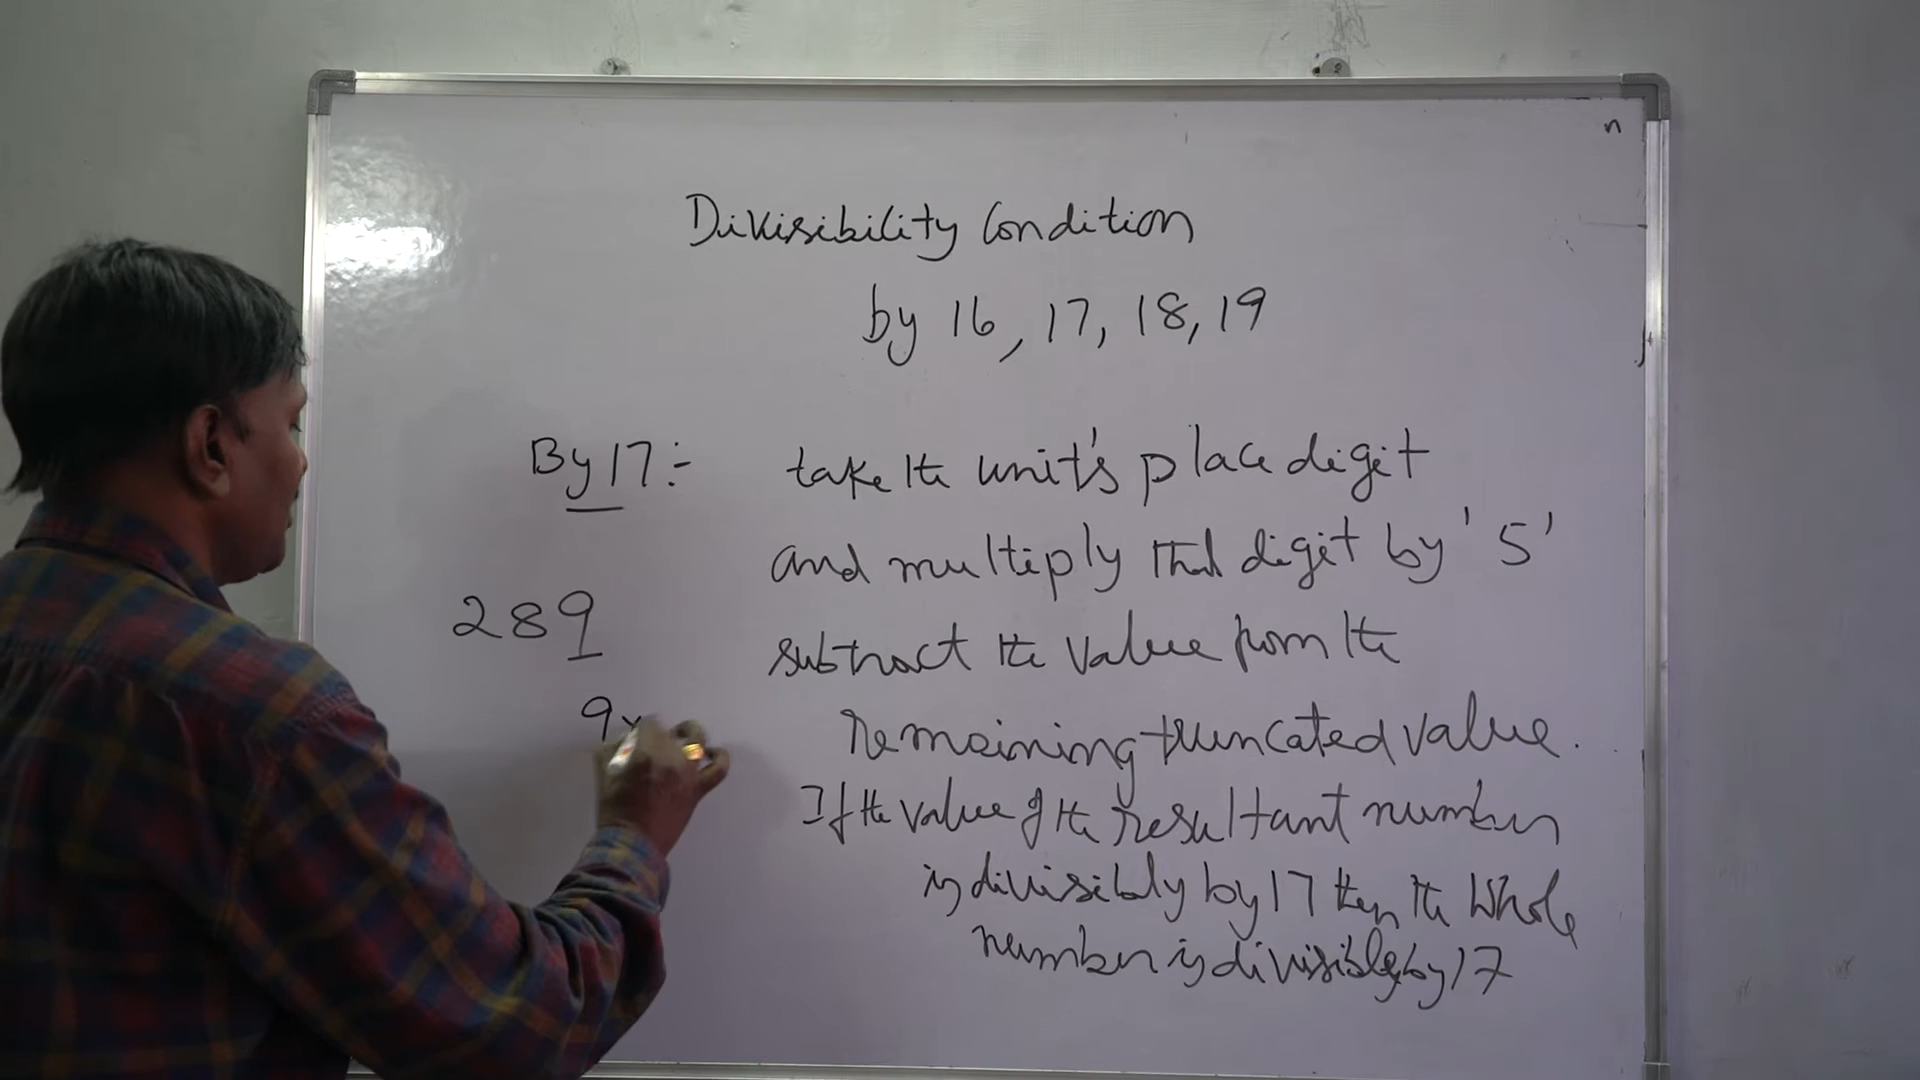 n
Divisibility Condition
by 16, 17, 18, 19
By 17:- take the unit's place digit
and multiply that digit by '5'
289
subtract the value from the
9x
remaining truncated value.
If the value of the resultant number
is divisibly by 17 then the whole
number is divisibly by 17